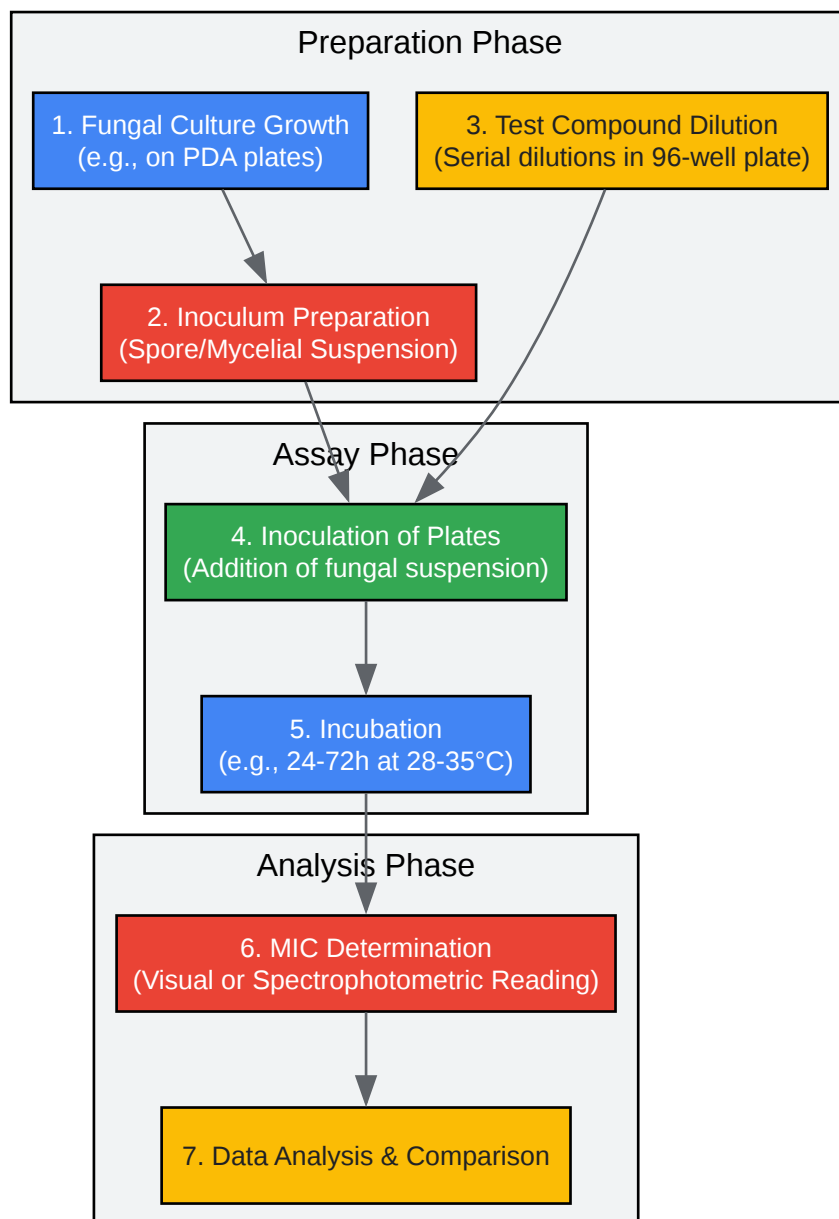 Preparation Phase
1. Fungal Culture Growth
(e.g., on PDA plates)
3. Test Compound Dilution
(Serial dilutions in 96-well plate)
2. Inoculum Preparation
(Spore/Mycelial Suspension)
Assay Phase
4. Inoculation of Plates
(Addition of fungal suspension)
5. Incubation
(e.g., 24-72h at 28-35°C)
Analysis Phase
6. MIC Determination
(Visual or Spectrophotometric Reading)
7. Data Analysis & Comparison